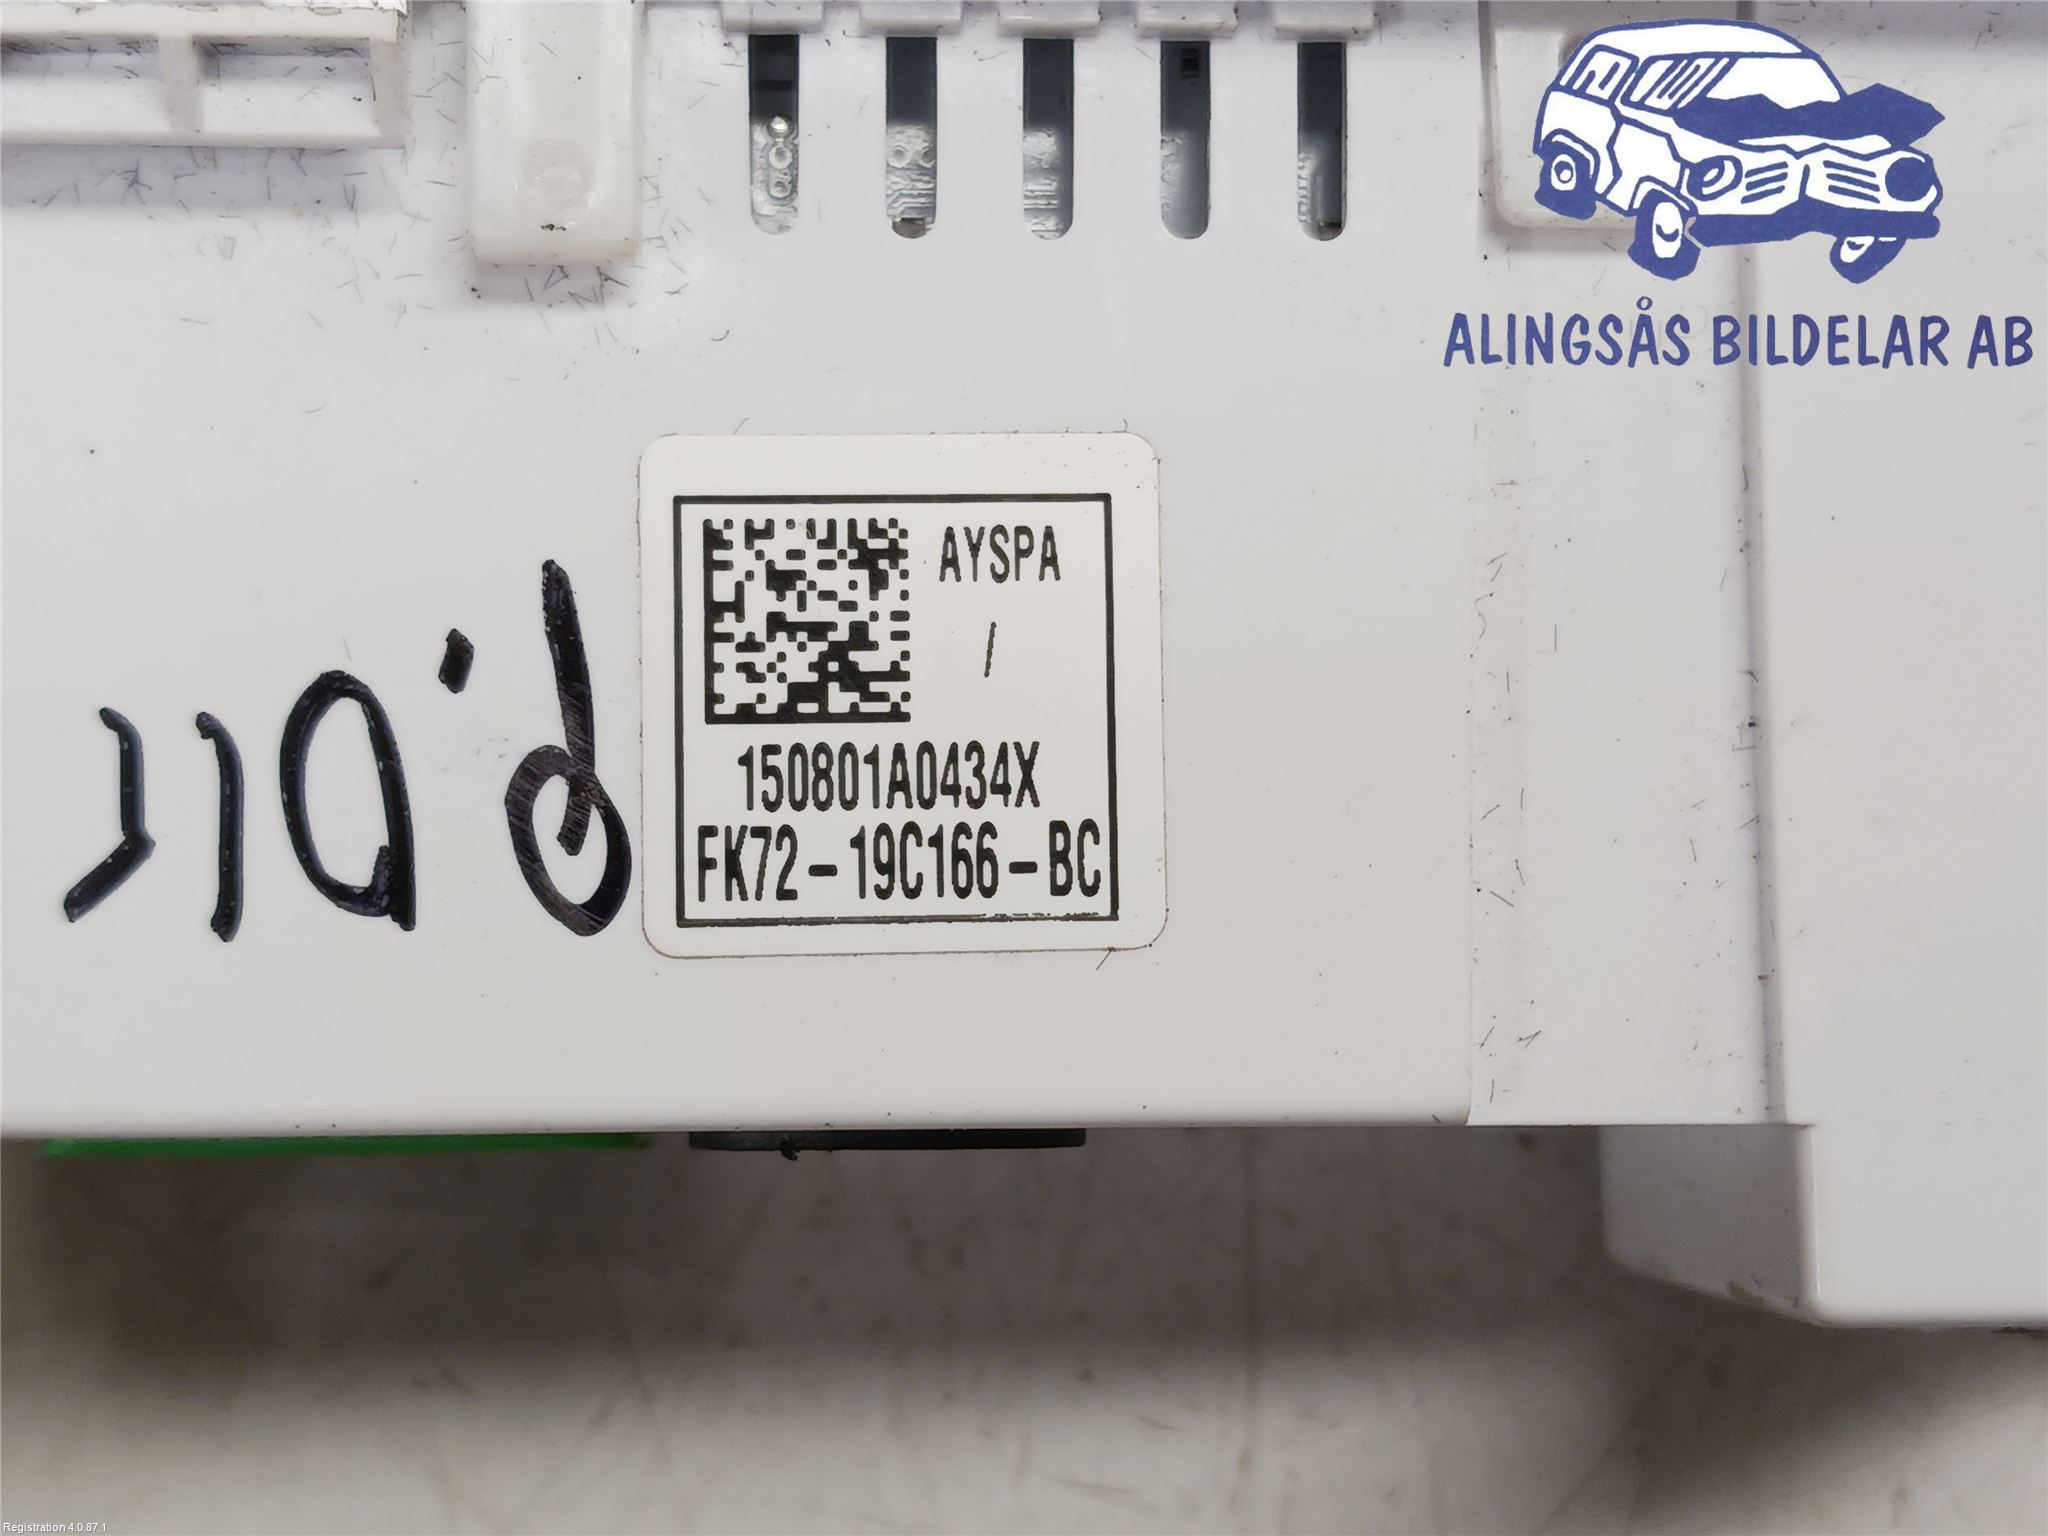 ALINGSÅS BILDELAR AB
AYSPA
/
150801A0434X
FK72-19C166-BC
Registration 4.0.87.1